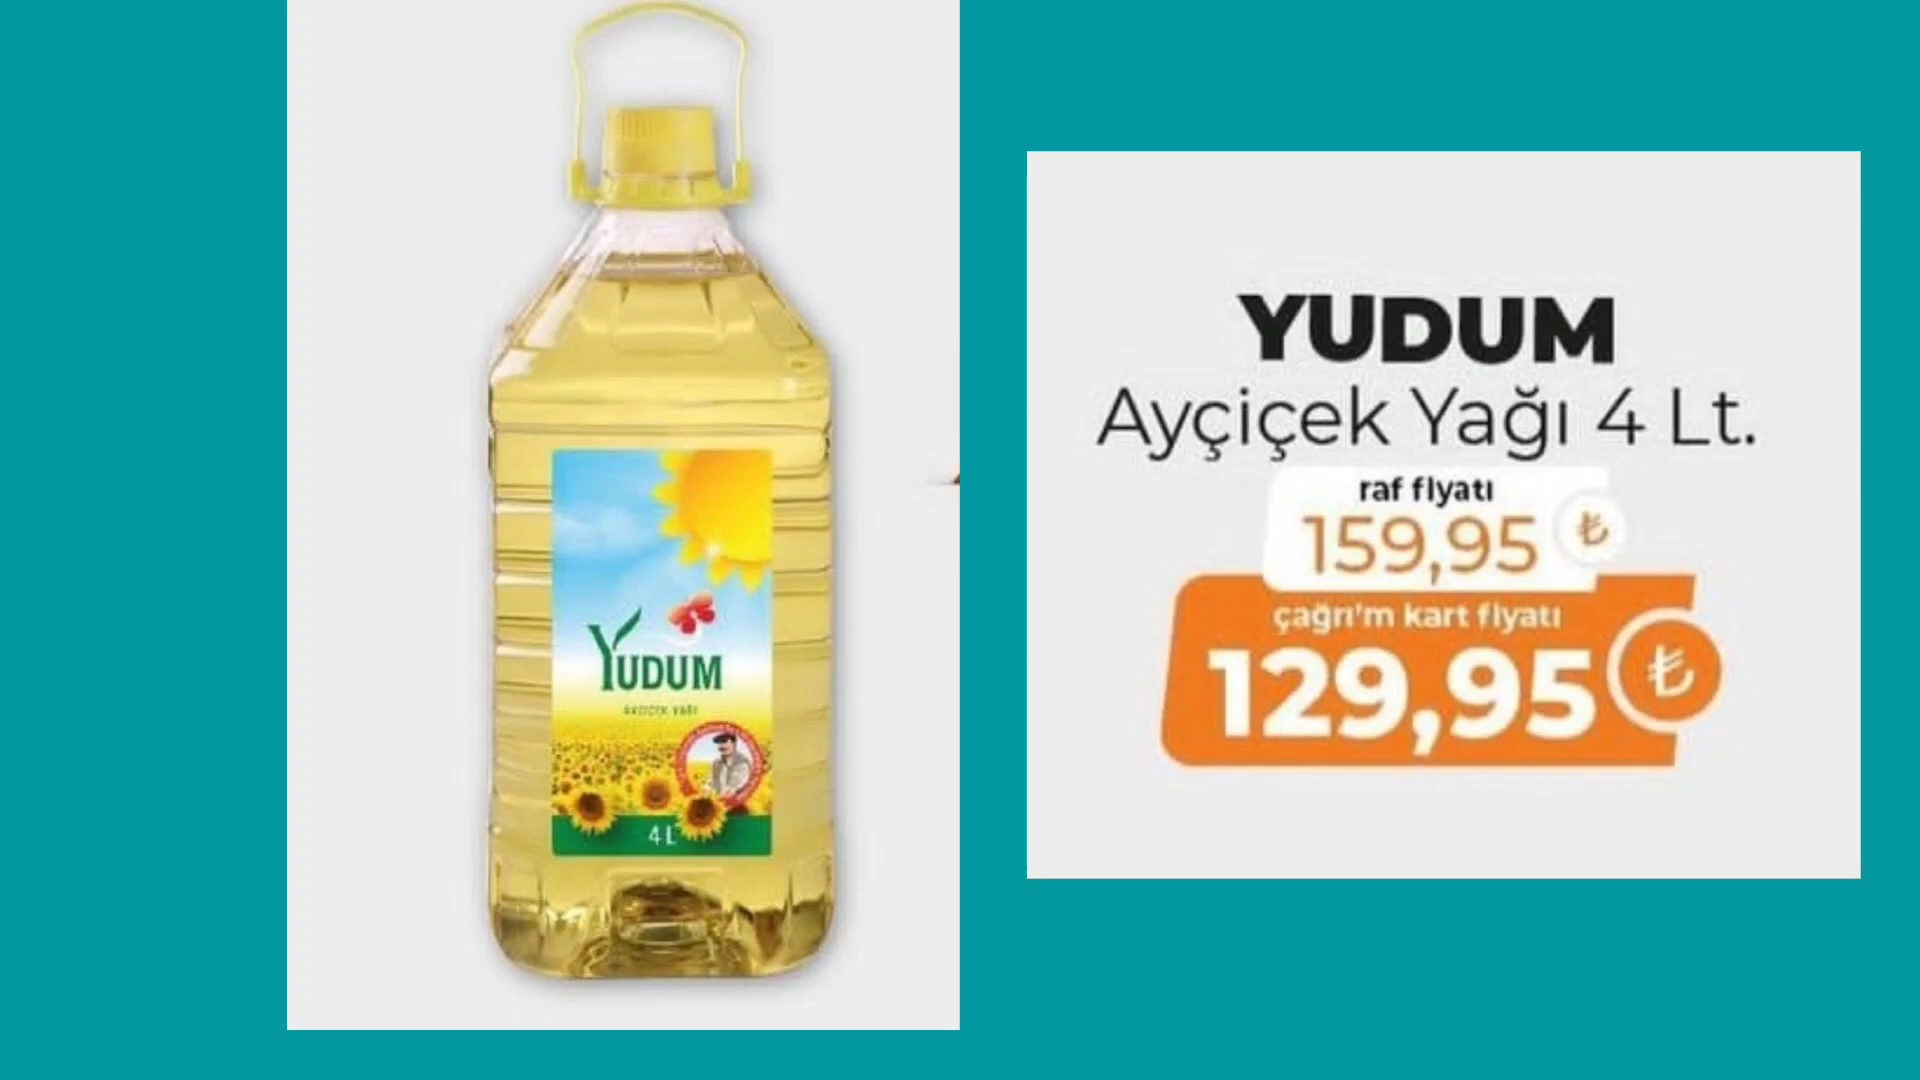 YUDUM
AYÇİÇEK YAĞI
4 L
YUDUM
Ayçiçek Yağı 4 Lt.
raf fiyatı
159,95 ₺
çağrı'm kart fiyatı
129,95 ₺